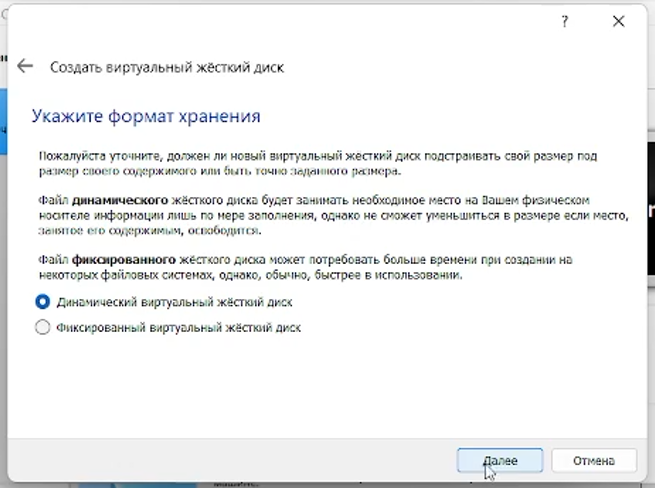 ?
Создать виртуальный жёсткий диск
Укажите формат хранения
Пожалуйста уточните, должен ли новый виртуальный жесткий диск подстраивать свой размер под
размер своего содержимого или быть точно заданного размера.
Файл динамического жёсткого диска будет занимать необходимое место на Вашем физическом
носителе информации лишь по мере заполнения, однако не сможет уменьшиться в размере если место,
занятое его содержимым, освободится.
Файл фиксированного жёсткого диска может потребовать больше времени при создании на
некоторых файловых системах, однако, обычно, быстрее в использовании.
Динамический виртуальный жёсткий диск
Фиксированный виртуальный жёсткий диск
Далее
Отмена